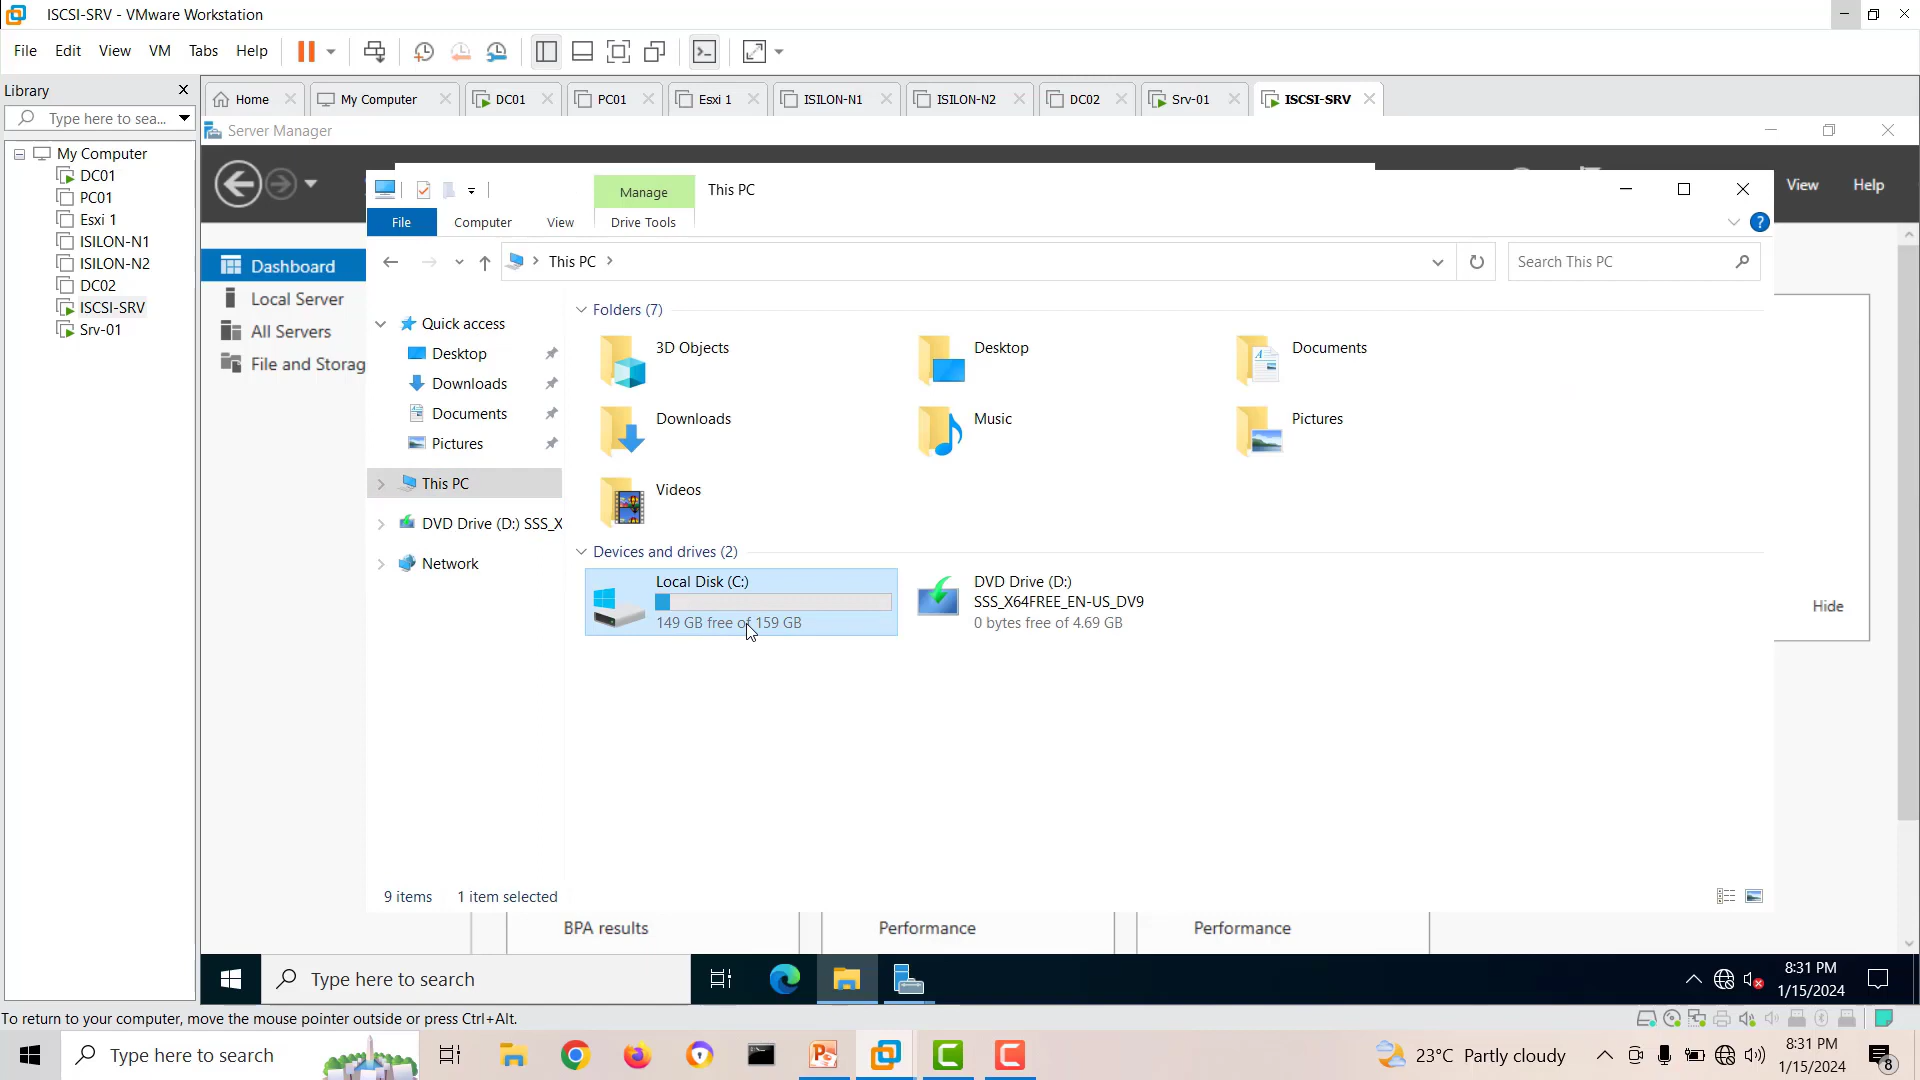 ISCSI-SRV - VMware Workstation
File Edit View VM Tabs Help
Library
Type here to sea...
Home My Computer DC01 PC01 Esxi 1 ISILON-N1 ISILON-N2 DC02 Srv-01 ISCSI-SRV
My Computer
DC01
PC01
Esxi 1
ISILON-N1
ISILON-N2
DC02
ISCSI-SRV
Srv-01
Server Manager
View Help
Dashboard
Local Server
All Servers
File and Storag
Manage This PC
File Computer View Drive Tools
This PC
Search This PC
Quick access
Desktop
Downloads
Documents
Pictures
This PC
DVD Drive (D:) SSS_X
Network
Folders (7)
3D Objects Desktop Documents
Downloads Music Pictures
Videos
Devices and drives (2)
Local Disk (C:)
149 GB free of 159 GB
DVD Drive (D:)
SSS_X64FREE_EN-US_DV9
0 bytes free of 4.69 GB
Hide
9 items 1 item selected
BPA results Performance Performance
Type here to search
8:31 PM
1/15/2024
To return to your computer, move the mouse pointer outside or press Ctrl+Alt.
Type here to search
23°C Partly cloudy
8:31 PM
1/15/2024
8